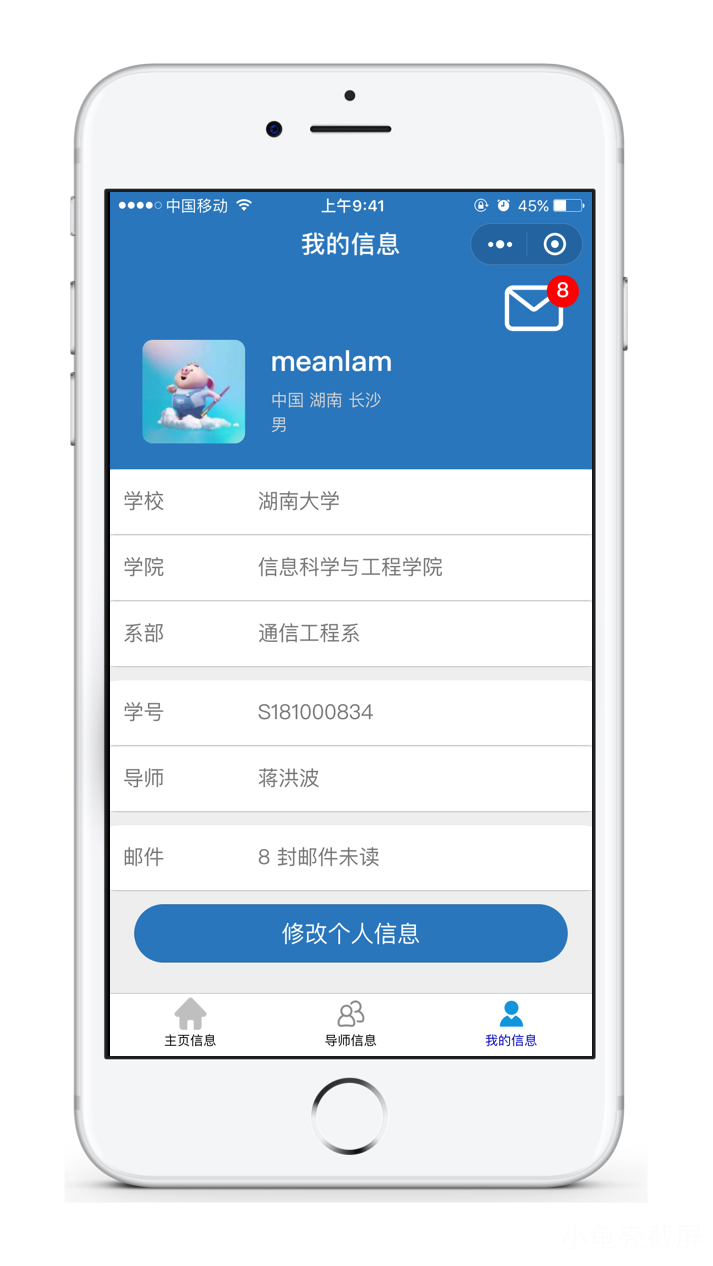 中国移动 上午9:41 45%
我的信息
8
meanlam
中国 湖南 长沙
男
学校 湖南大学
学院 信息科学与工程学院
系部 通信工程系
学号 S181000834
导师 蒋洪波
邮件 8 封邮件未读
修改个人信息
主页信息 导师信息 我的信息